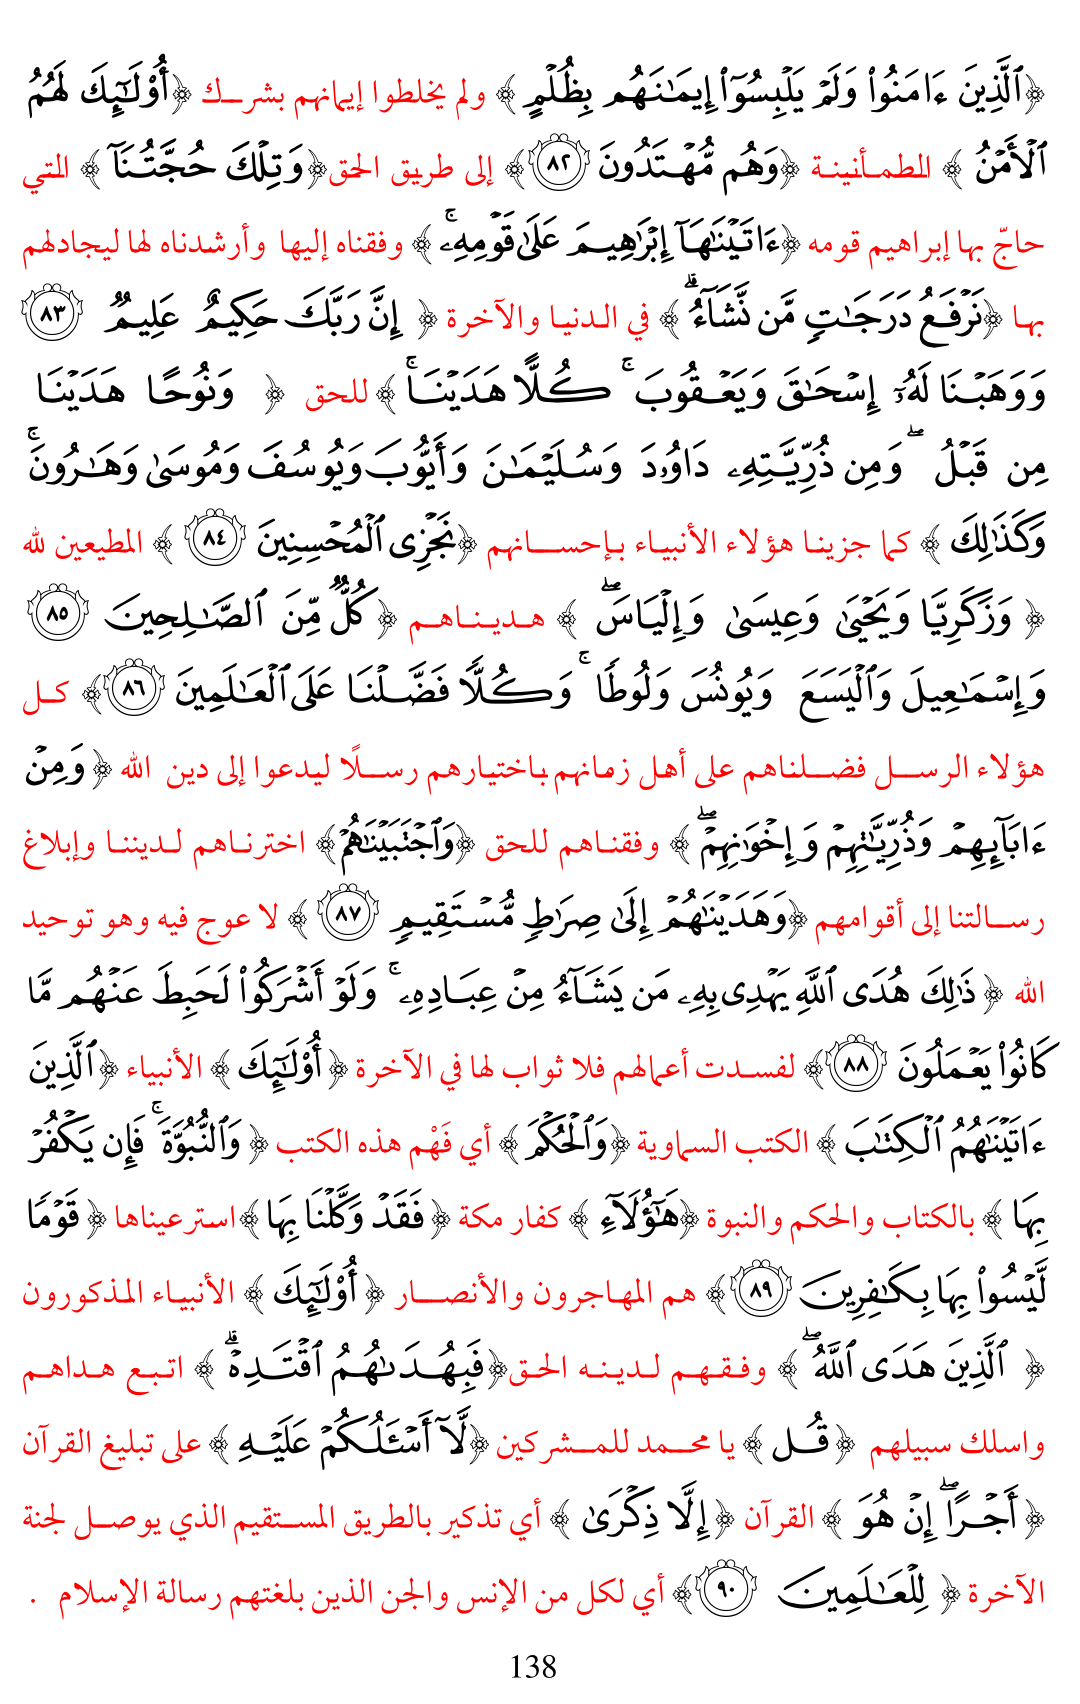 ﴿ٱلَّذِينَ ءَامَنُوا۟ وَلَمْ يَلْبِسُوٓا۟ إِيمَـٰنَهُم بِظُلْمٍ ﴾ ولم يخلطوا إيمانهم بشرك ﴿أُو۟لَـٰٓئِكَ لَهُمُ
ٱلْأَمْنُ ﴾ الطمأنينة ﴿وَهُم مُّهْتَدُونَ ٨٢﴾ إلى طريق الحق﴿وَتِلْكَ حُجَّتُنَآ ﴾ التي
حاجّ بها إبراهيم قومه ﴿ءَاتَيْنَـٰهَآ إِبْرَٰهِيمَ عَلَىٰ قَوْمِهِۦ ۚ ﴾ وفقناه إليها وأرشدناه لها ليجادلهم
بها ﴿نَرْفَعُ دَرَجَـٰتٍ مَّن نَّشَآءُ ۗ ﴾ في الدنيا والآخرة ﴿ إِنَّ رَبَّكَ حَكِيمٌ عَلِيمٌ ٨٣
وَوَهَبْنَا لَهُۥٓ إِسْحَـٰقَ وَيَعْقُوبَ ۚ كُلًّا هَدَيْنَا ۚ ﴾ للحق ﴿ وَنُوحًا هَدَيْنَا
مِن قَبْلُ ۖ وَمِن ذُرِّيَّتِهِۦ دَاوُۥدَ وَسُلَيْمَـٰنَ وَأَيُّوبَ وَيُوسُفَ وَمُوسَىٰ وَهَـٰرُونَ ۚ
وَكَذَٰلِكَ ﴾ كما جزينا هؤلاء الأنبياء بإحسانهم ﴿نَجْزِى ٱلْمُحْسِنِينَ ٨٤ ﴾ المطيعين لله
﴿ وَزَكَرِيَّا وَيَحْيَىٰ وَعِيسَىٰ وَإِلْيَاسَ ۖ ﴾ هديناهم ﴿كُلٌّ مِّنَ ٱلصَّـٰلِحِينَ ٨٥
وَإِسْمَـٰعِيلَ وَٱلْيَسَعَ وَيُونُسَ وَلُوطًا ۚ وَكُلًّا فَضَّلْنَا عَلَى ٱلْعَـٰلَمِينَ ٨٦﴾ كل
هؤلاء الرسل فضلناهم على أهل زمانهم باختيارهم رسلًا ليدعوا إلى دين الله ﴿وَمِنْ
ءَابَآئِهِمْ وَذُرِّيَّـٰتِهِمْ وَإِخْوَٰنِهِمْ ۖ ﴾ وفقناهم للحق ﴿وَٱجْتَبَيْنَـٰهُمْ﴾ اخترناهم لديننا وإبلاغ
رسالتنا إلى أقوامهم ﴿وَهَدَيْنَـٰهُمْ إِلَىٰ صِرَٰطٍ مُّسْتَقِيمٍ ٨٧ ﴾ لا عوج فيه وهو توحيد
الله ﴿ذَٰلِكَ هُدَى ٱللَّهِ يَهْدِى بِهِۦ مَن يَشَآءُ مِنْ عِبَادِهِۦ ۚ وَلَوْ أَشْرَكُوا۟ لَحَبِطَ عَنْهُم مَّا
كَانُوا۟ يَعْمَلُونَ ٨٨﴾ لفسدت أعمالهم فلا ثواب لها في الآخرة ﴿أُو۟لَـٰٓئِكَ ﴾ الأنبياء ﴿ٱلَّذِينَ
ءَاتَيْنَـٰهُمُ ٱلْكِتَـٰبَ ﴾ الكتب السماوية ﴿وَٱلْحُكْمَ ﴾ أي فَهْم هذه الكتب ﴿ وَٱلنُّبُوَّةَ ۚ فَإِن يَكْفُرْ
بِهَا ﴾ بالكتاب والحكم والنبوة ﴿هَـٰٓؤُلَآءِ ﴾ كفار مكة ﴿فَقَدْ وَكَّلْنَا بِهَا﴾استرعيناها ﴿قَوْمًا
لَّيْسُوا۟ بِهَا بِكَـٰفِرِينَ ٨٩﴾ هم المهاجرون والأنصار ﴿ أُو۟لَـٰٓئِكَ ﴾ الأنبياء المذكورون
﴿ ٱلَّذِينَ هَدَى ٱللَّهُ ۖ ﴾ وفقهم لدينه الحق﴿فَبِهُدَىٰهُمُ ٱقْتَدِهْ ۗ ﴾ اتبع هداهم
واسلك سبيلهم ﴿قُل ﴾ يا محمد للمشركين ﴿لَّآ أَسْـَٔلُكُمْ عَلَيْهِ ﴾ على تبليغ القرآن
﴿أَجْرًا ۖ إِنْ هُوَ ﴾ القرآن ﴿إِلَّا ذِكْرَىٰ ﴾ أي تذكير بالطريق المستقيم الذي يوصل لجنة
الآخرة ﴿ لِلْعَـٰلَمِينَ ٩٠﴾ أي لكل من الإنس والجن الذين بلغتهم رسالة الإسلام .
138